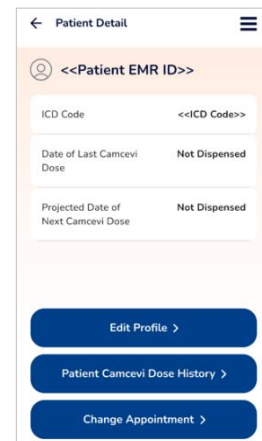 ← Patient Detail
<<Patient EMR ID>>
ICD Code <<ICD Code>>
Date of Last Camcevi Not Dispensed
Dose
Projected Date of Not Dispensed
Next Camcevi Dose
Edit Profile >
Patient Camcevi Dose History >
Change Appointment >